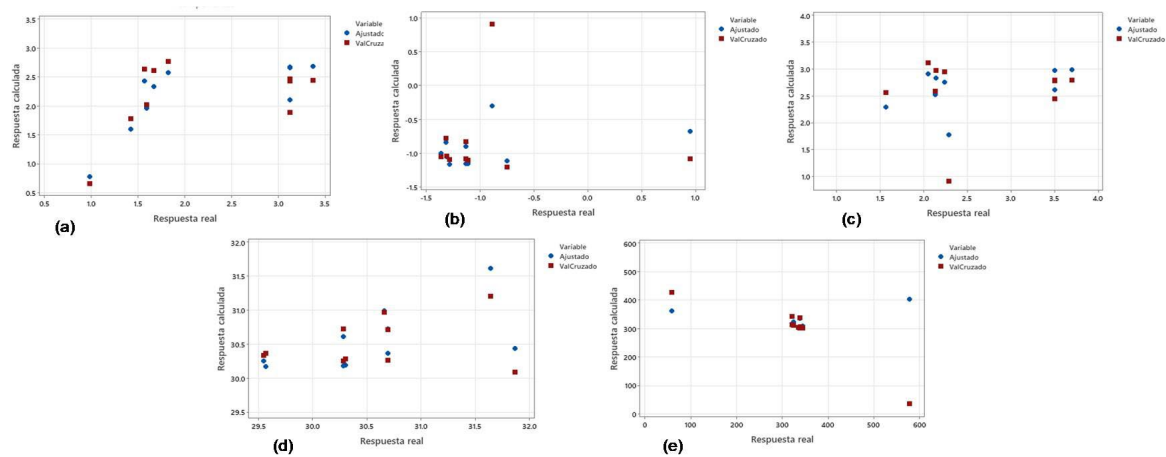 3.5
3.0
2.5
2.0
1.5
1.0
0.5
0.5
1.0
1.5
2.0
2.5
3.0
3.5
Respuesta calculada
Respuesta real
Variable
Ajustadc
ValCruza
(a)
1.0
0.5
0.0
-0.5
-1.0
-1.5
-1.5
-1.0
-0.5
0.0
0.5
1.0
Respuesta calculada
Respuesta real
Variable
Ajustado
ValCruzado
(b)
4.0
3.5
3.0
2.5
2.0
1.5
1.0
1.0
1.5
2.0
2.5
3.0
3.5
4.0
Respuesta calculada
Respuesta real
Variable
Ajustado
ValCruzado
(c)
32.0
31.5
31.0
30.5
30.0
29.5
29.5
30.0
30.5
31.0
31.5
32.0
Respuesta calculada
Respuesta real
Variable
Ajustado
ValCruzado
(d)
600
500
400
300
200
100
0
0
100
200
300
400
500
600
Respuesta calculada
Respuesta real
Variable
Ajustado
ValCruzado
(e)